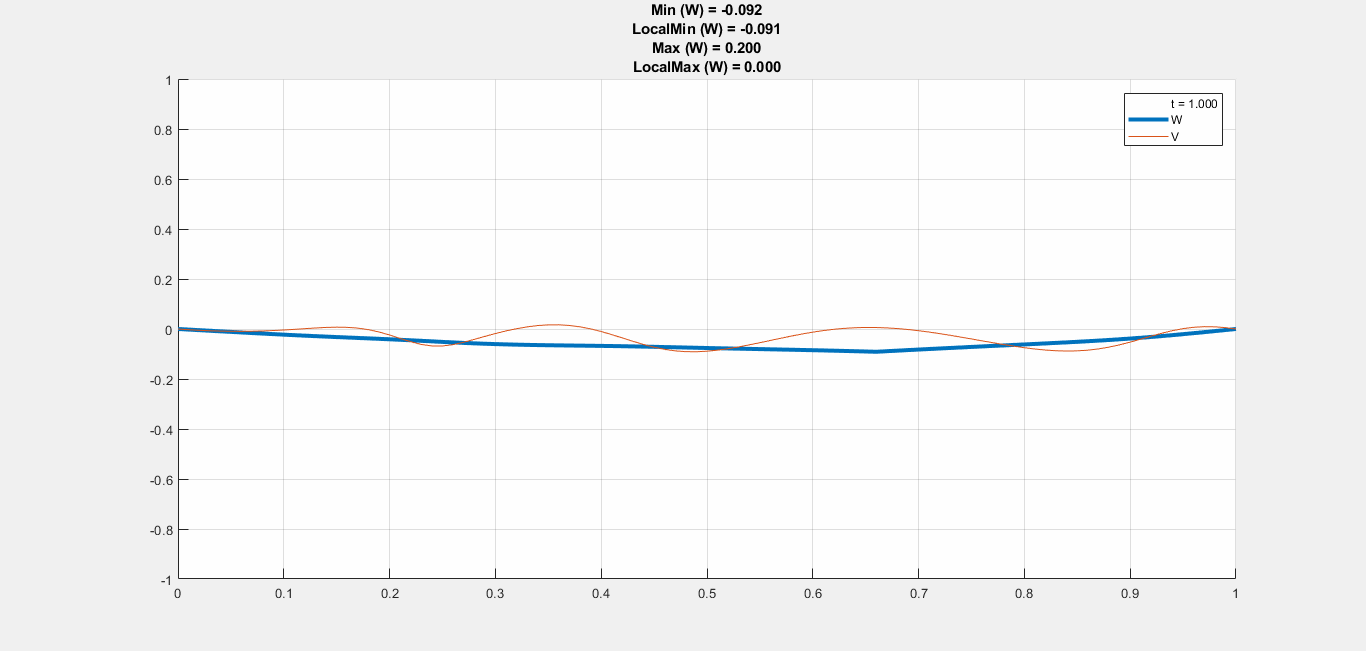 Min (W) = -0.092
LocalMin (W) = -0.091
Max (W) = 0.200
LocalMax (W) = 0.000
t = 1.000
W
V
1
0.8
0.6
0.4
0.2
0
-0.2
-0.4
-0.6
-0.8
-1
0 0.1 0.2 0.3 0.4 0.5 0.6 0.7 0.8 0.9 1